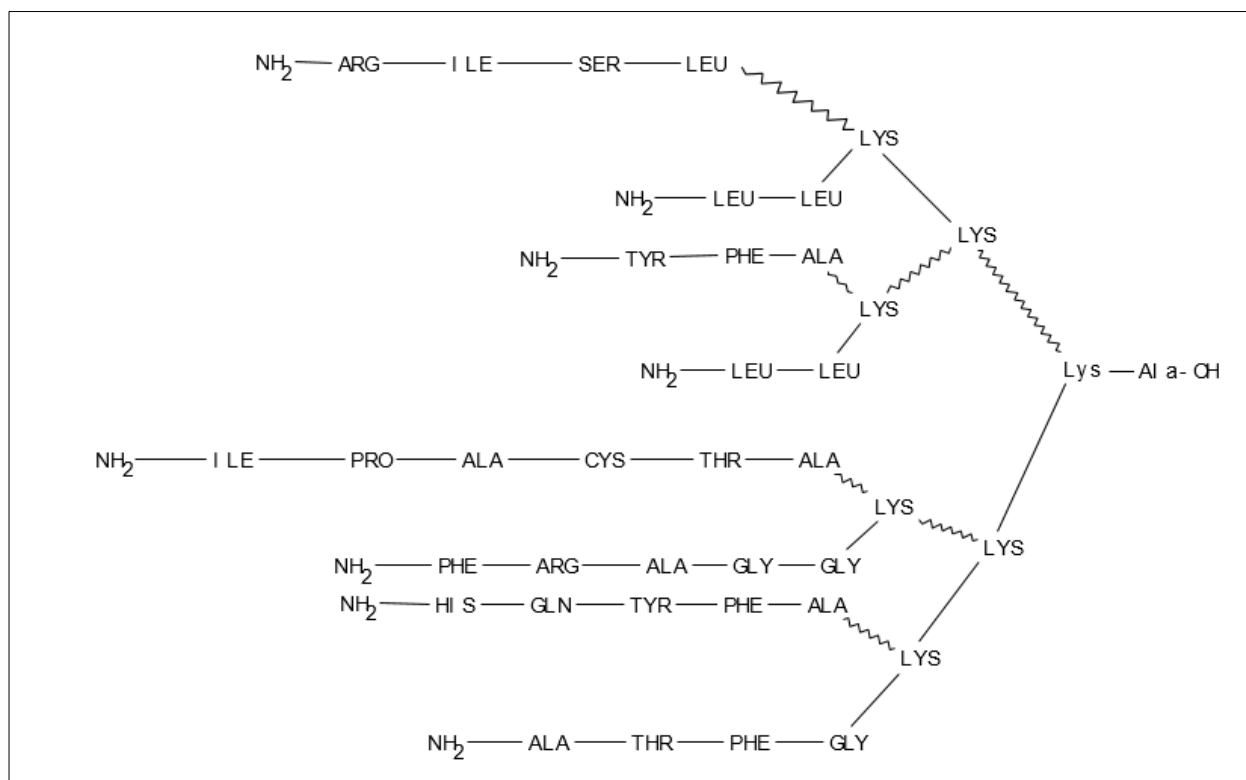 NH2 ARG ILE SER LEU
LYS
NH2 LEU LEU
LYS
NH2 TYR PHE ALA
LYS
NH2 LEU LEU
Lys Ala-OH
NH2 ILE PRO ALA CYS THR ALA
LYS
LYS
NH2 PHE ARG ALA GLY GLY
NH2 HIS GLN TYR PHE ALA
LYS
NH2 ALA THR PHE GLY